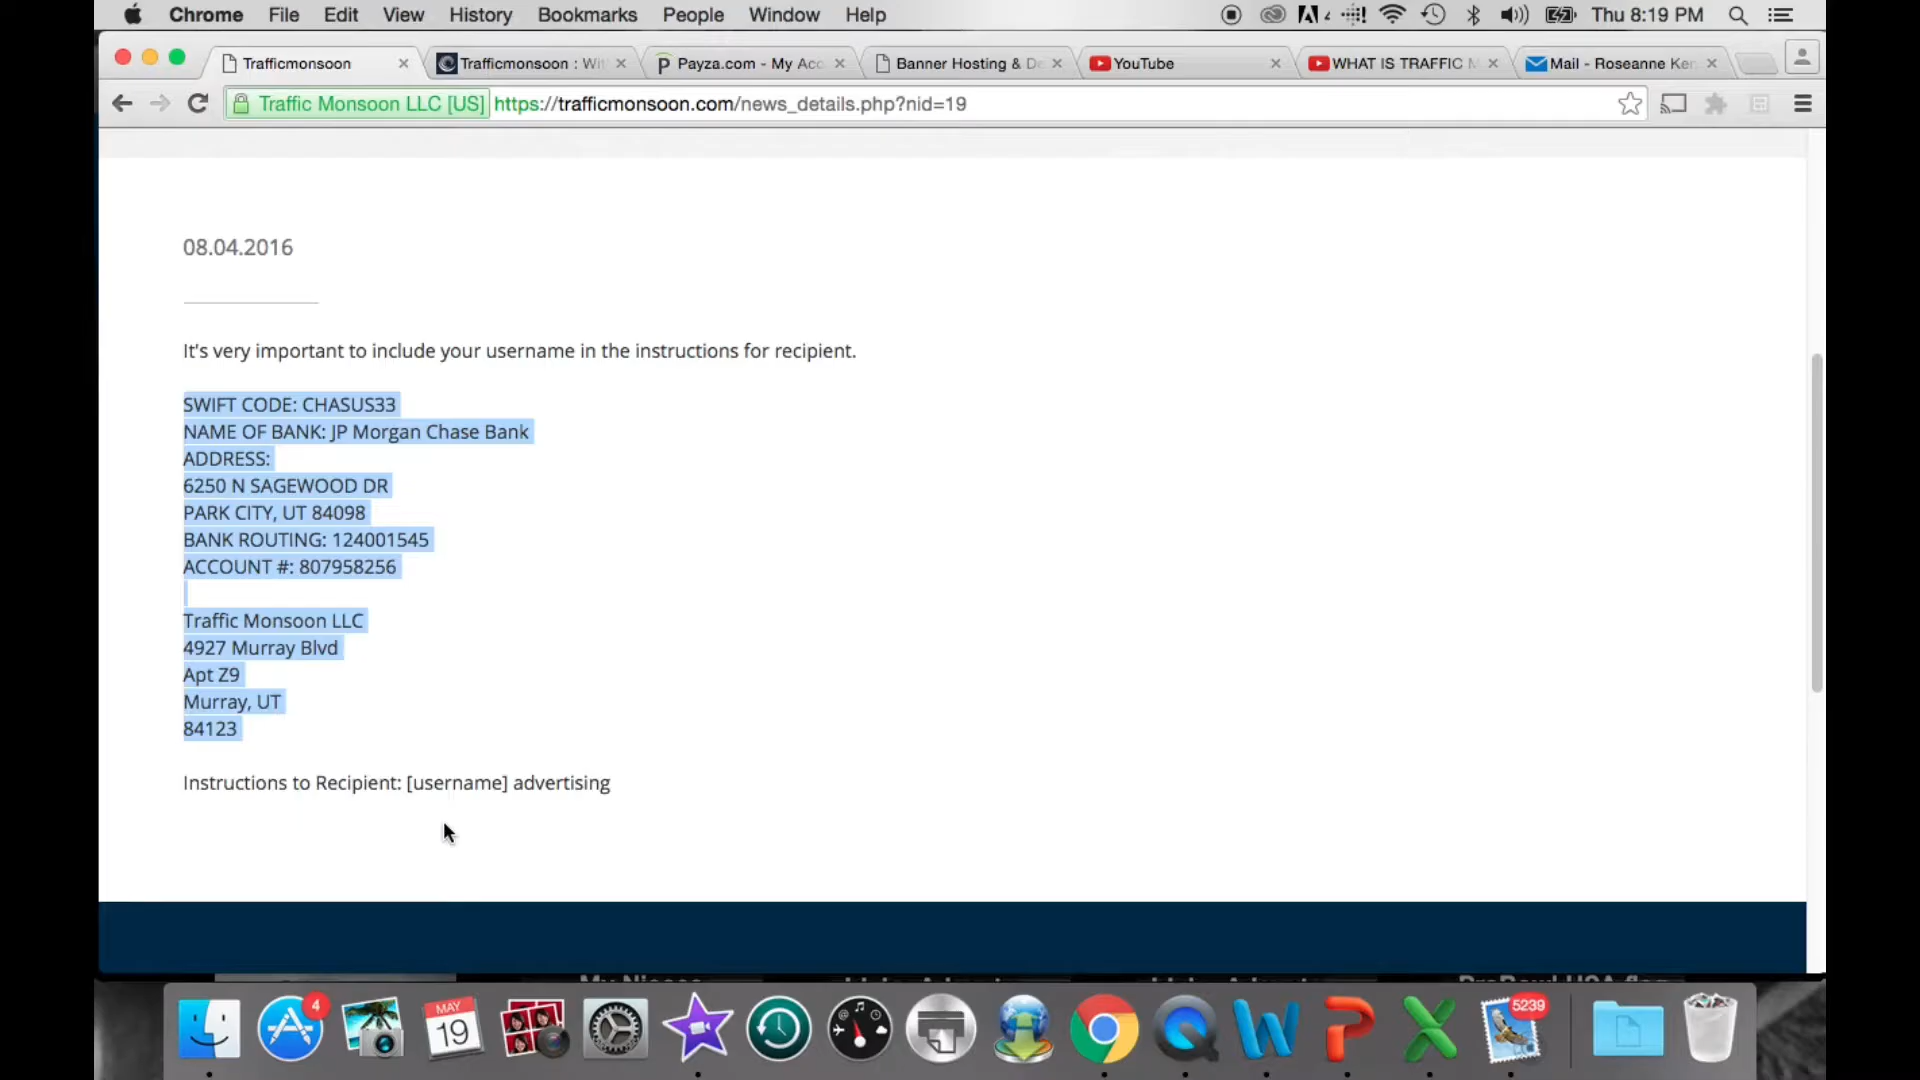 Chrome File Edit View History Bookmarks People Window Help Thu 8:19 PM
Trafficmonsoon Trafficmonsoon : Wi Payza.com - My Acc Banner Hosting & D YouTube WHAT IS TRAFFIC M Mail - Roseanne Ker
Traffic Monsoon LLC [US] https://trafficmonsoon.com/news_details.php?nid=19
08.04.2016
It's very important to include your username in the instructions for recipient.
SWIFT CODE: CHASUS33
NAME OF BANK: JP Morgan Chase Bank
ADDRESS:
6250 N SAGEWOOD DR
PARK CITY, UT 84098
BANK ROUTING: 124001545
ACCOUNT #: 807958256
Traffic Monsoon LLC
4927 Murray Blvd
Apt Z9
Murray, UT
84123
Instructions to Recipient: [username] advertising
4
MAY
19
5239